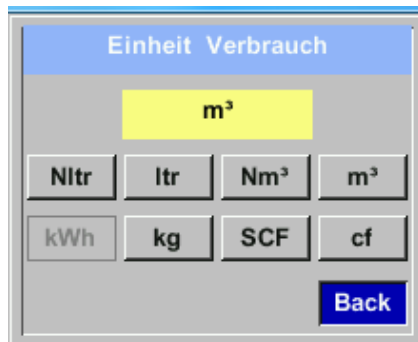 Einheit Verbrauch
m³
Nltr ltr Nm³ m³
kWh kg SCF cf
Back